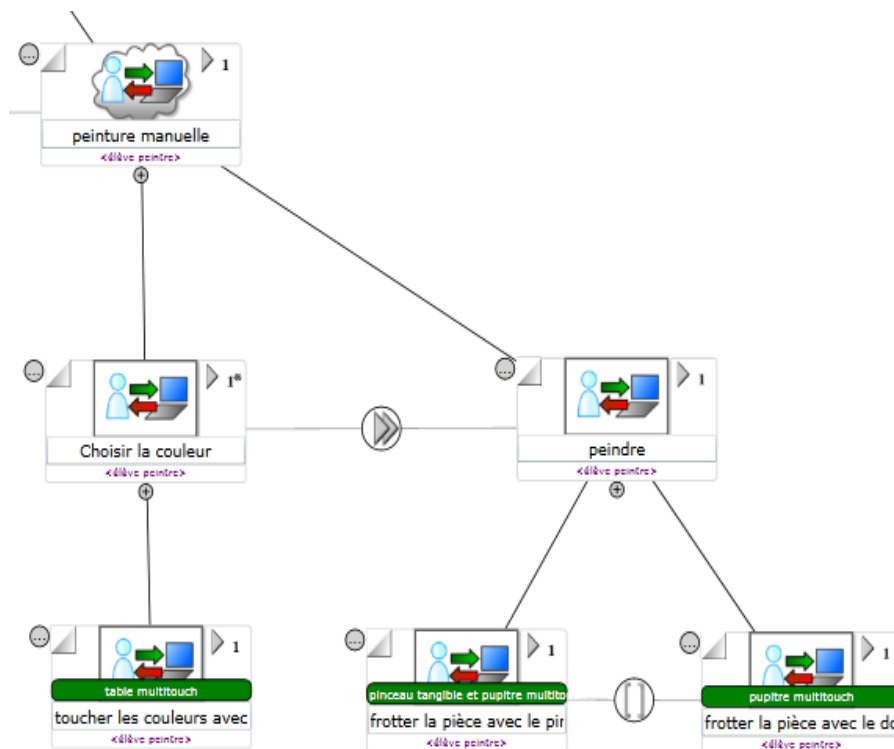 1
peinture manuelle
<élève peintre>
1*
Choisir la couleur
<élève peintre>
1
peindre
<élève peintre>
1
table multitouch
toucher les couleurs avec
<élève peintre>
1
pinceau tangible et pupitre multito
frotter la pièce avec le pin
<élève peintre>
1
pupitre multitouch
frotter la pièce avec le do
<élève peintre>